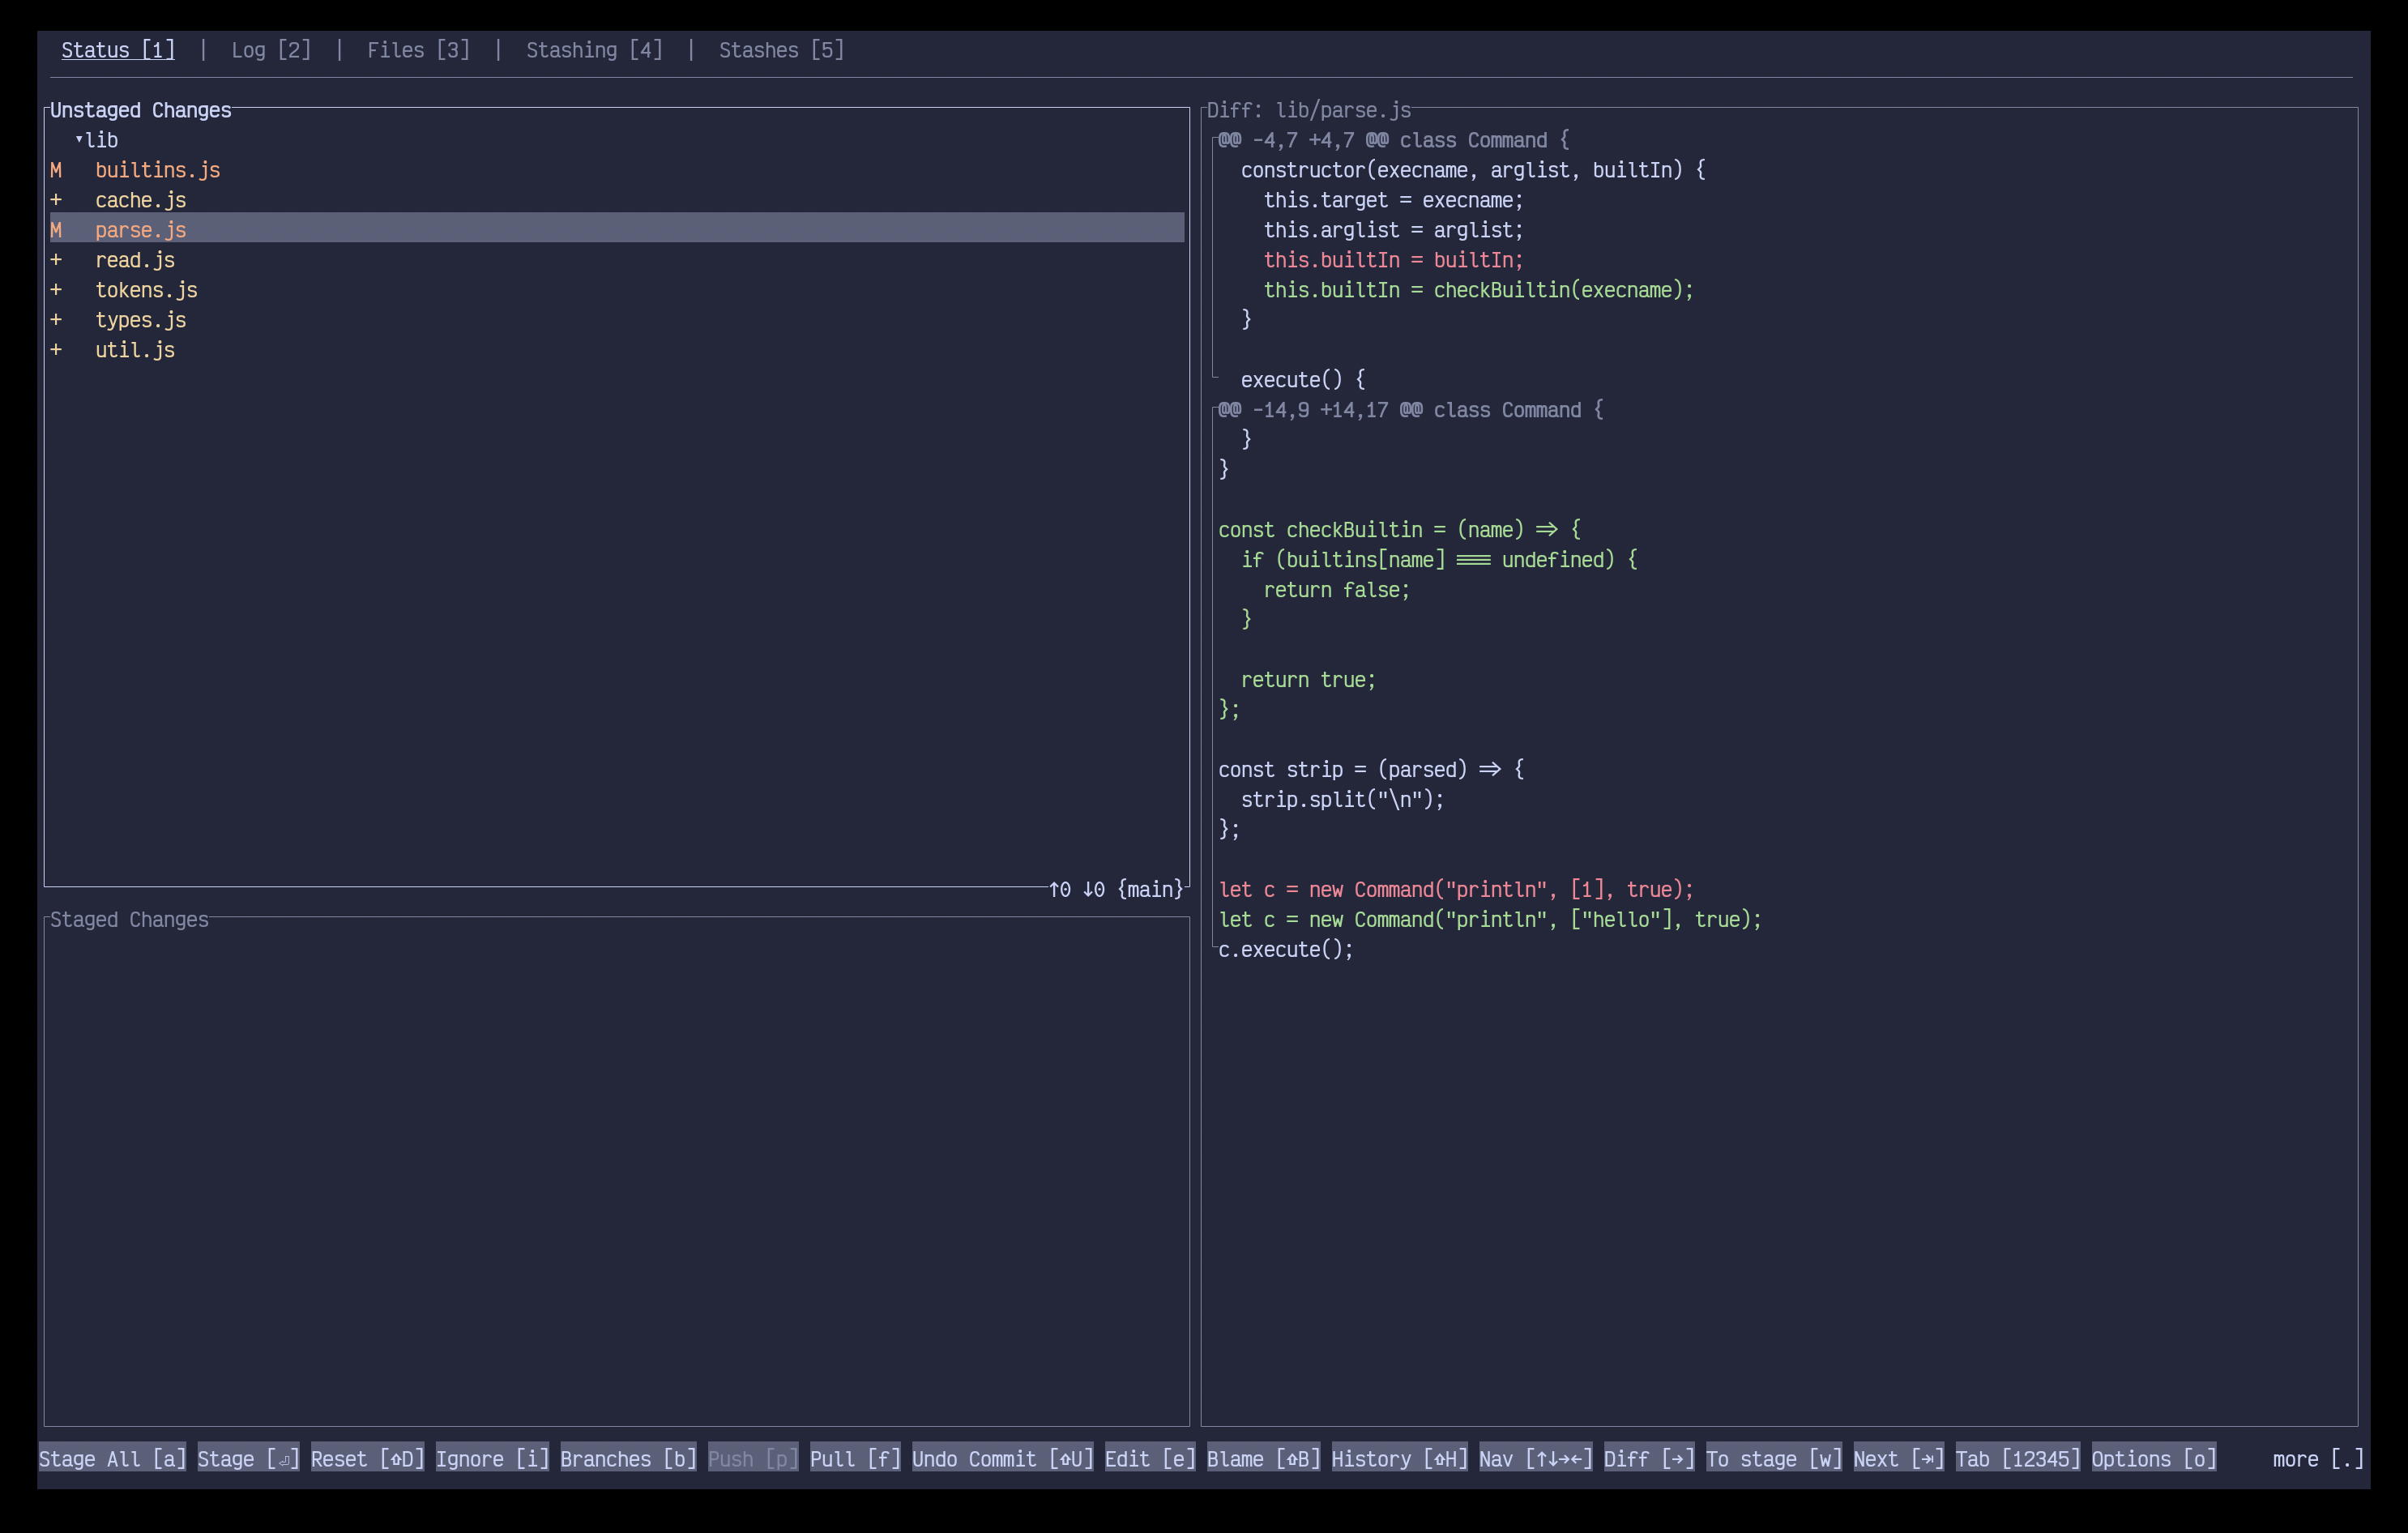 Status [1] | Log [2] | Files [3] | Stashing [4] | Stashes [5]
Unstaged Changes
▾lib
M builtins.js
+ cache.js
M parse.js
+ read.js
+ tokens.js
+ types.js
+ util.js
↑0 ↓0 {main}
Staged Changes
Diff: lib/parse.js
@@ -4,7 +4,7 @@ class Command {
  constructor(execname, arglist, builtIn) {
    this.target = execname;
    this.arglist = arglist;
    this.builtIn = builtIn;
    this.builtIn = checkBuiltin(execname);
  }
  execute() {
@@ -14,9 +14,17 @@ class Command {
  }
}
const checkBuiltin = (name) => {
  if (builtins[name] === undefined) {
    return false;
  }
  return true;
};
const strip = (parsed) => {
  strip.split("\n");
};
let c = new Command("println", [1], true);
let c = new Command("println", ["hello"], true);
c.execute();
Stage All [a] Stage [⏎] Reset [⇧D] Ignore [i] Branches [b] Push [p] Pull [f] Undo Commit [⇧U] Edit [e] Blame [⇧B] History [⇧H] Nav [↑↓→←] Diff [→] To stage [w] Next [⇥] Tab [12345] Options [o] more [.]